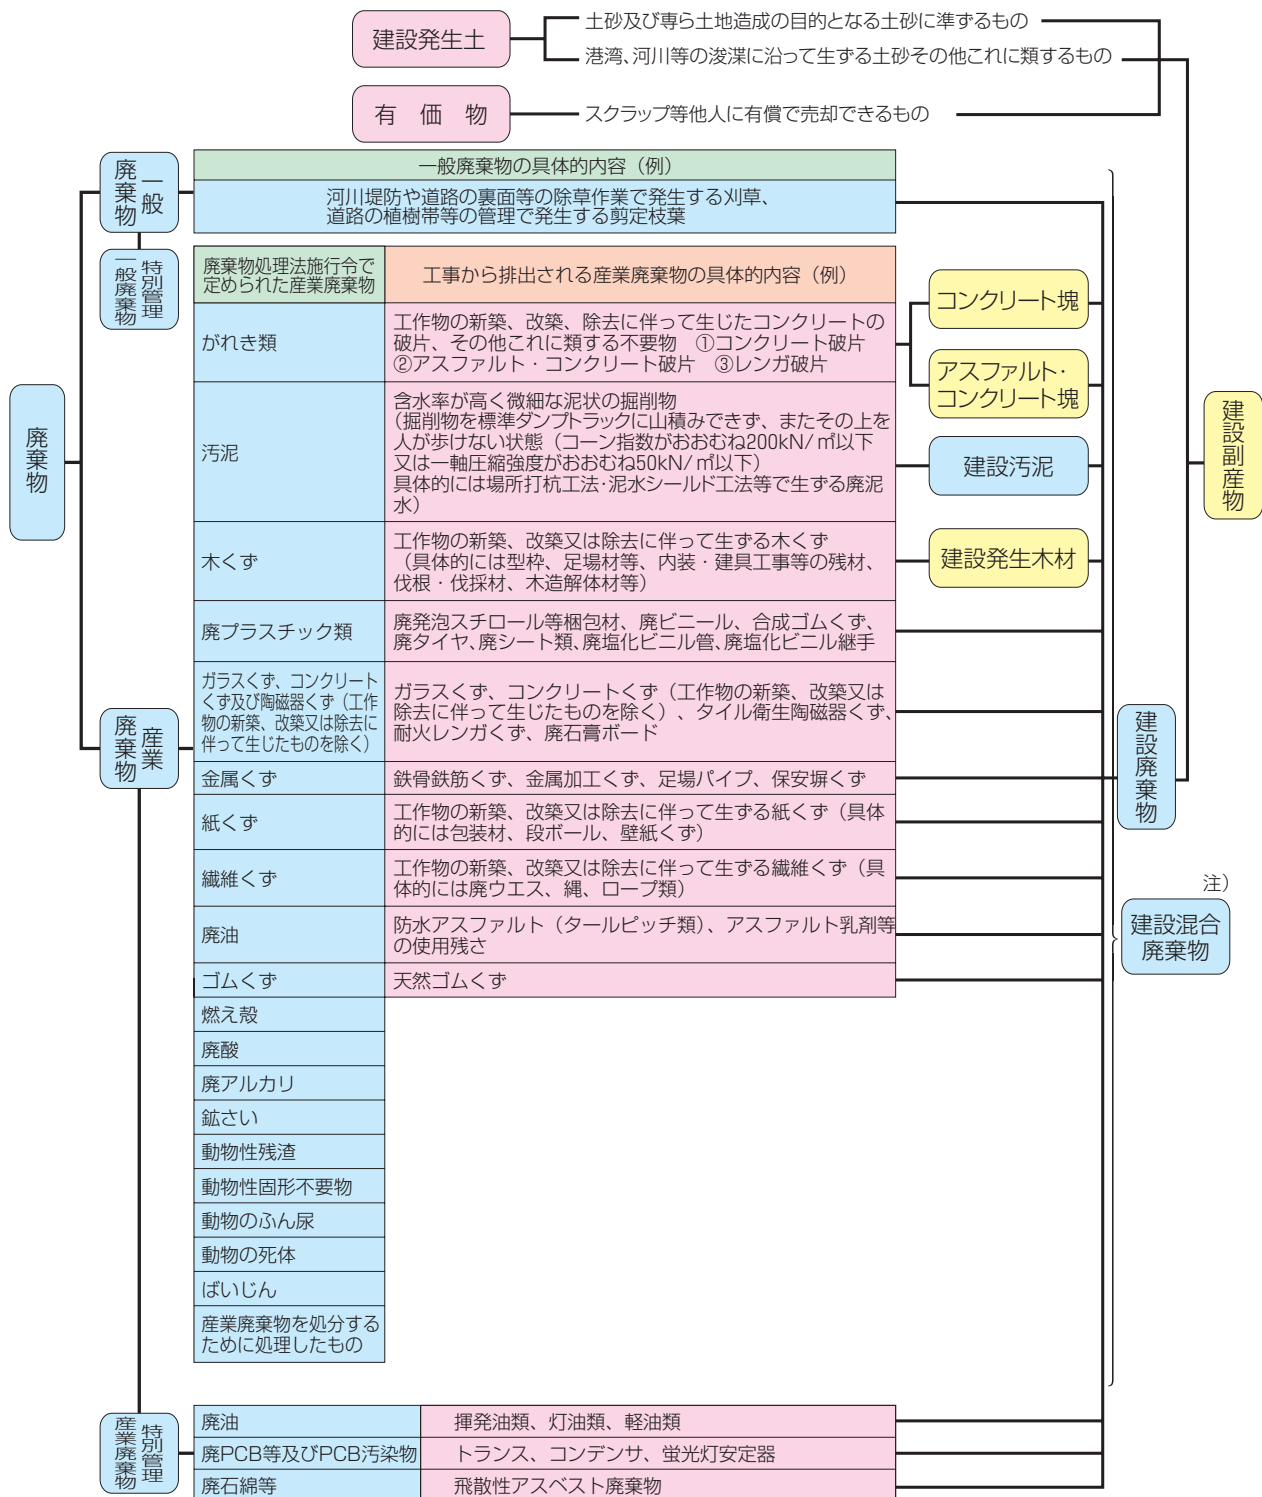 建設発生土
土砂及び専ら土地造成の目的となる土砂に準ずるもの
港湾、河川等の浚渫に沿って生ずる土砂その他これに類するもの
有価物
スクラップ等他人に有償で売却できるもの
一般廃棄物
一般廃棄物の具体的内容（例）
河川堤防や道路の裏面等の除草作業で発生する刈草、
道路の植樹帯等の管理で発生する剪定枝葉
特別管理一般廃棄物
廃棄物処理法施行令で
定められた産業廃棄物
工事から排出される産業廃棄物の具体的内容（例）
がれき類
工作物の新築、改築、除去に伴って生じたコンクリートの
破片、その他これに類する不要物　①コンクリート破片
②アスファルト・コンクリート破片　③レンガ破片
コンクリート塊
アスファルト・
コンクリート塊
廃棄物
汚泥
含水率が高く微細な泥状の掘削物
（掘削物を標準ダンプトラックに山積みできず、またその上を
人が歩けない状態（コーン指数がおおむね200kN/㎡以下
又は一軸圧縮強度がおおむね50kN/㎡以下）
具体的には場所打杭工法・泥水シールド工法等で生ずる廃泥
水）
建設汚泥
建設副産物
木くず
工作物の新築、改築又は除去に伴って生ずる木くず
（具体的には型枠、足場材等、内装・建具工事等の残材、
伐根・伐採材、木造解体材等）
建設発生木材
廃プラスチック類
廃発泡スチロール等梱包材、廃ビニール、合成ゴムくず、
廃タイヤ、廃シート類、廃塩化ビニル管、廃塩化ビニル継手
産業廃棄物
ガラスくず、コンクリート
くず及び陶磁器くず（工作
物の新築、改築又は除去に
伴って生じたものを除く）
ガラスくず、コンクリートくず（工作物の新築、改築又は
除去に伴って生じたものを除く）、タイル衛生陶磁器くず、
耐火レンガくず、廃石膏ボード
建設廃棄物
金属くず
鉄骨鉄筋くず、金属加工くず、足場パイプ、保安塀くず
紙くず
工作物の新築、改築又は除去に伴って生ずる紙くず（具体
的には包装材、段ボール、壁紙くず）
繊維くず
工作物の新築、改築又は除去に伴って生ずる繊維くず（具
体的には廃ウエス、縄、ロープ類）
注）
建設混合
廃棄物
廃油
防水アスファルト（タールピッチ類）、アスファルト乳剤等
の使用残さ
ゴムくず
天然ゴムくず
燃え殻
廃酸
廃アルカリ
鉱さい
動物性残渣
動物性固形不要物
動物のふん尿
動物の死体
ばいじん
産業廃棄物を処分する
ために処理したもの
特別管理産業廃棄物
廃油
揮発油類、灯油類、軽油類
廃PCB等及びPCB汚染物
トランス、コンデンサ、蛍光灯安定器
廃石綿等
飛散性アスベスト廃棄物